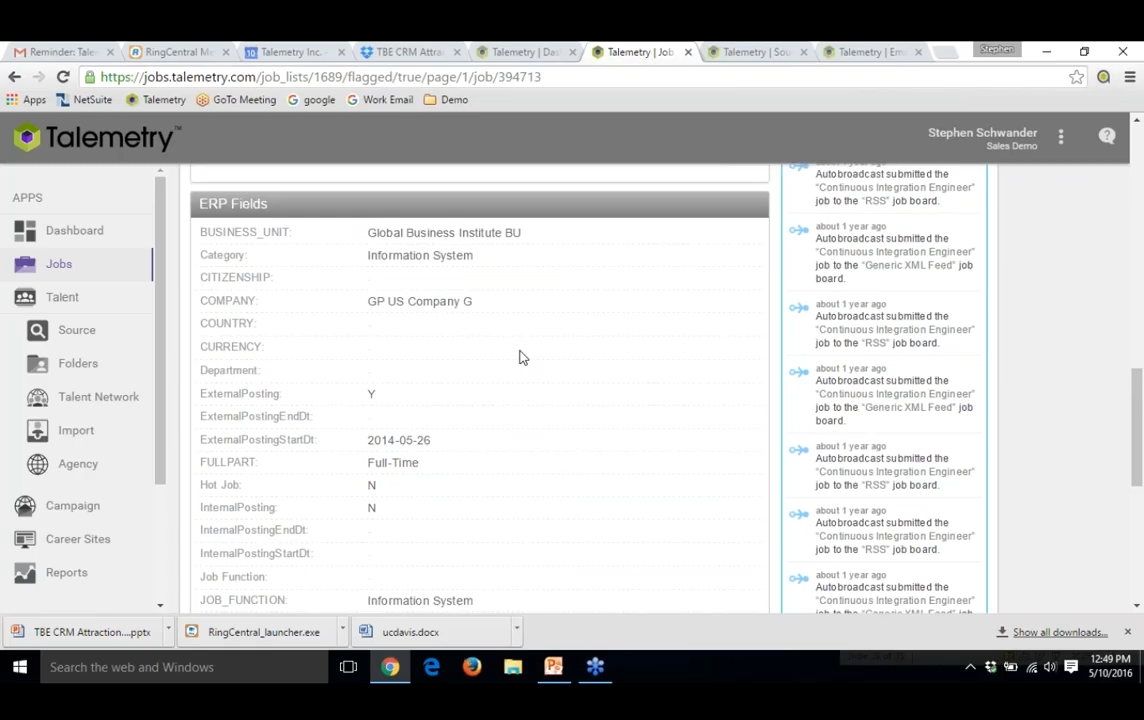 Reminder: Talen
RingCentral Me
Talemetry Inc. -
TBE CRM Attrac
Talemetry | Das
Talemetry | Job
Talemetry | Sou
Talemetry | Em
Stephen
https://jobs.talemetry.com/job_lists/1689/flagged/true/page/1/job/394713
Apps NetSuite Talemetry GoTo Meeting google Work Email Demo
Talemetry™
Stephen Schwander
Sales Demo
APPS
Dashboard
Jobs
Talent
Source
Folders
Talent Network
Import
Agency
Campaign
Career Sites
Reports
ERP Fields
BUSINESS_UNIT: Global Business Institute BU
Category: Information System
CITIZENSHIP:
COMPANY: GP US Company G
COUNTRY:
CURRENCY:
Department:
ExternalPosting: Y
ExternalPostingEndDt:
ExternalPostingStartDt: 2014-05-26
FULLPART: Full-Time
Hot Job: N
InternalPosting: N
InternalPostingEndDt:
InternalPostingStartDt:
Job Function:
JOB_FUNCTION: Information System
about 1 year ago
Autobroadcast submitted the
“Continuous Integration Engineer”
job to the “RSS” job board.
about 1 year ago
Autobroadcast submitted the
“Continuous Integration Engineer”
job to the “Generic XML Feed” job
board.
about 1 year ago
Autobroadcast submitted the
“Continuous Integration Engineer”
job to the “RSS” job board.
about 1 year ago
Autobroadcast submitted the
“Continuous Integration Engineer”
job to the “Generic XML Feed” job
board.
about 1 year ago
Autobroadcast submitted the
“Continuous Integration Engineer”
job to the “RSS” job board.
about 1 year ago
Autobroadcast submitted the
“Continuous Integration Engineer”
job to the “RSS” job board.
about 1 year ago
Autobroadcast submitted the
“Continuous Integration Engineer”
TBE CRM Attraction....pptx
RingCentral_launcher.exe
ucdavis.docx
Show all downloads...
Search the web and Windows
12:49 PM
5/10/2016